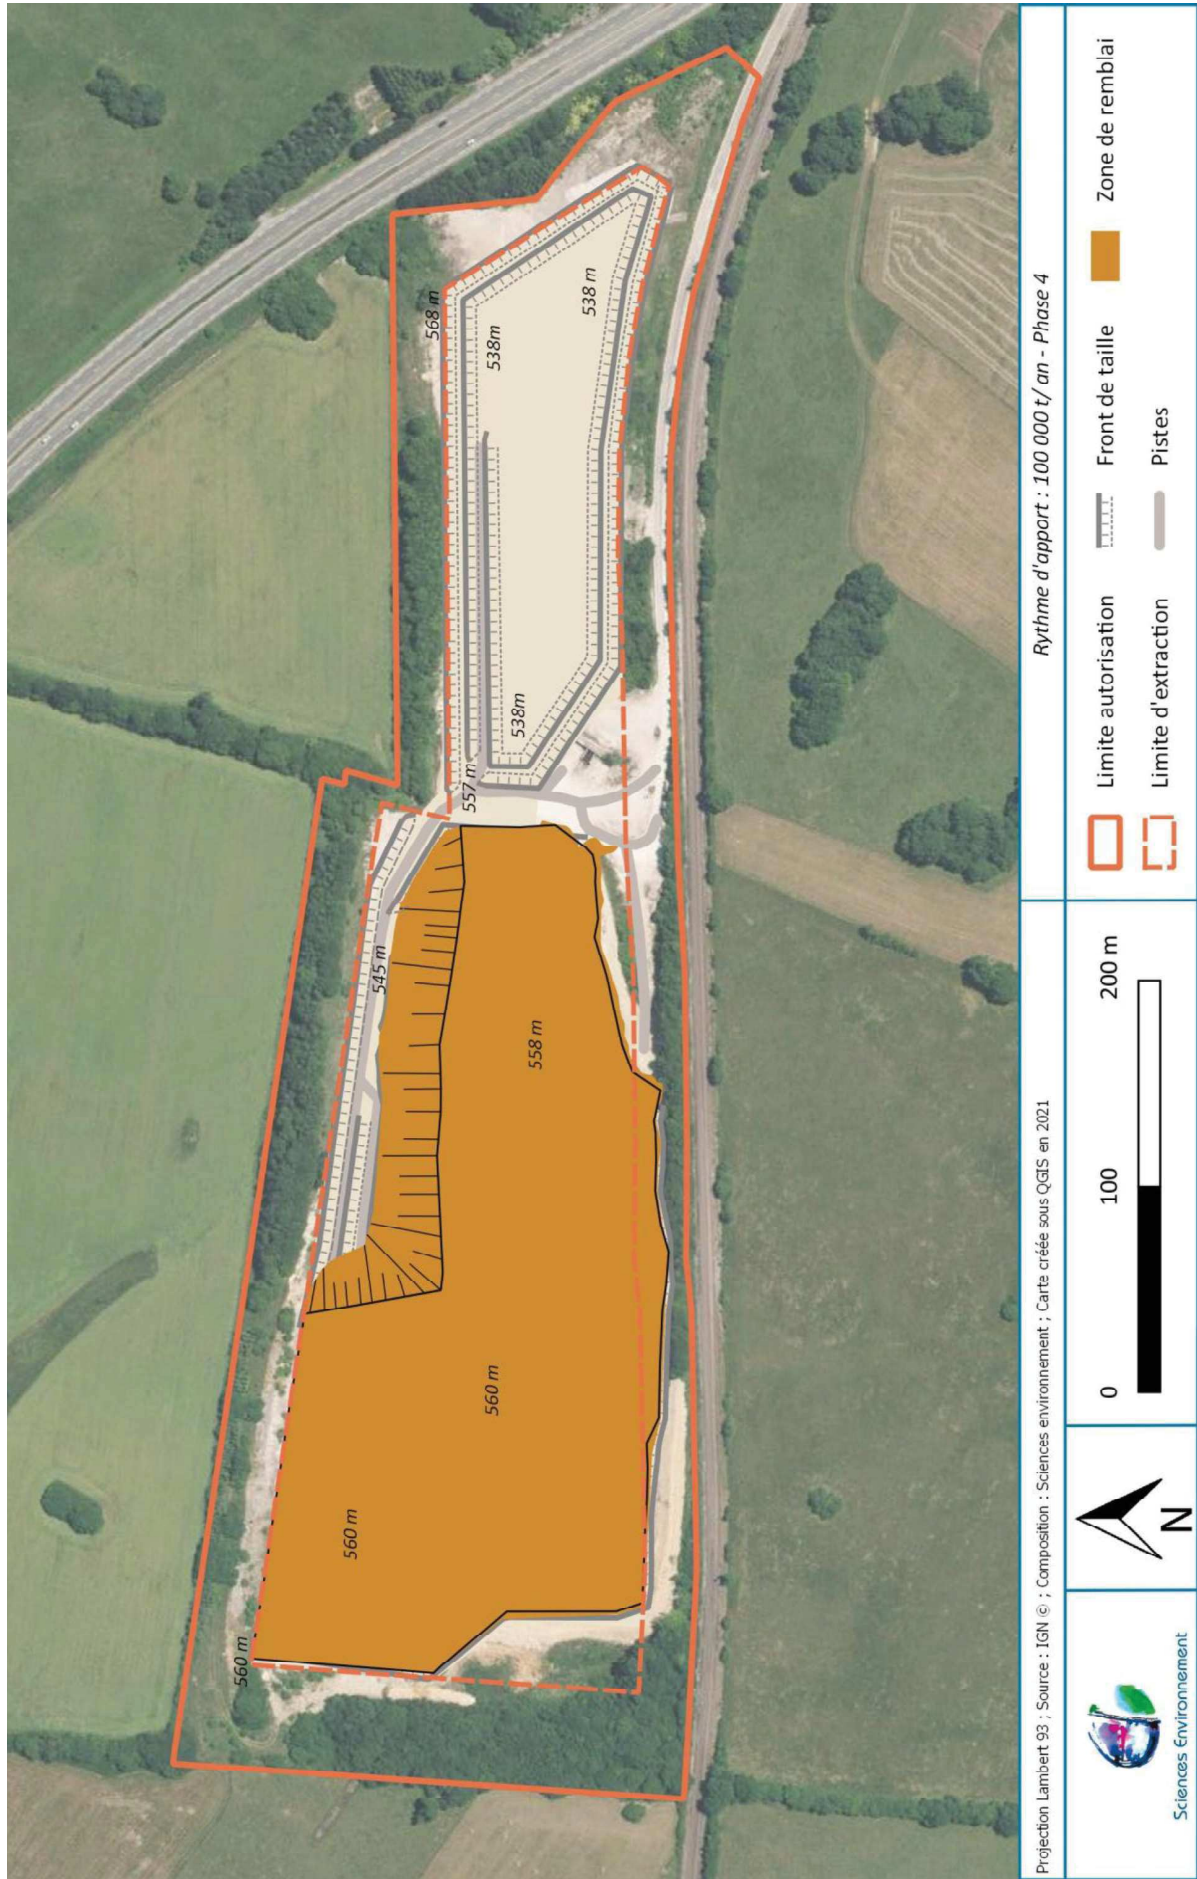 568 m
538m
538 m
538m
557 m
545 m
558 m
560 m
560 m
560 m
Projection Lambert 93 ; Source : IGN © ; Composition : Sciences environnement ; Carte créée sous QGIS en 2021
Rythme d'apport : 100 000 t/ an - Phase 4
Sciences Environnement
N
0 100 200 m
Limite autorisation
Front de taille
Zone de remblai
Limite d'extraction
Pistes